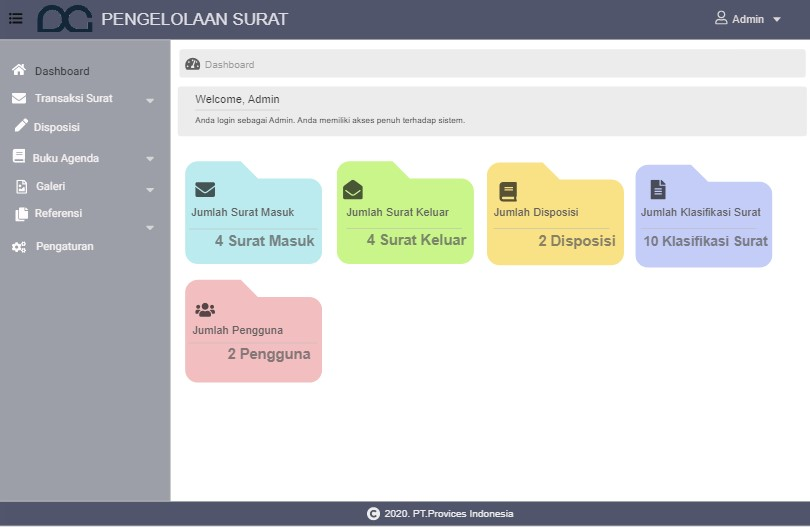 PENGELOLAAN SURAT
Admin
Dashboard
Transaksi Surat
Disposisi
Buku Agenda
Galeri
Referensi
Pengaturan
Dashboard
Welcome, Admin
Anda login sebagai Admin. Anda memiliki akses penuh terhadap sistem.
Jumlah Surat Masuk
4 Surat Masuk
Jumlah Surat Keluar
4 Surat Keluar
Jumlah Disposisi
2 Disposisi
Jumlah Klasifikasi Surat
10 Klasifikasi Surat
Jumlah Pengguna
2 Pengguna
© 2020. PT.Provices Indonesia